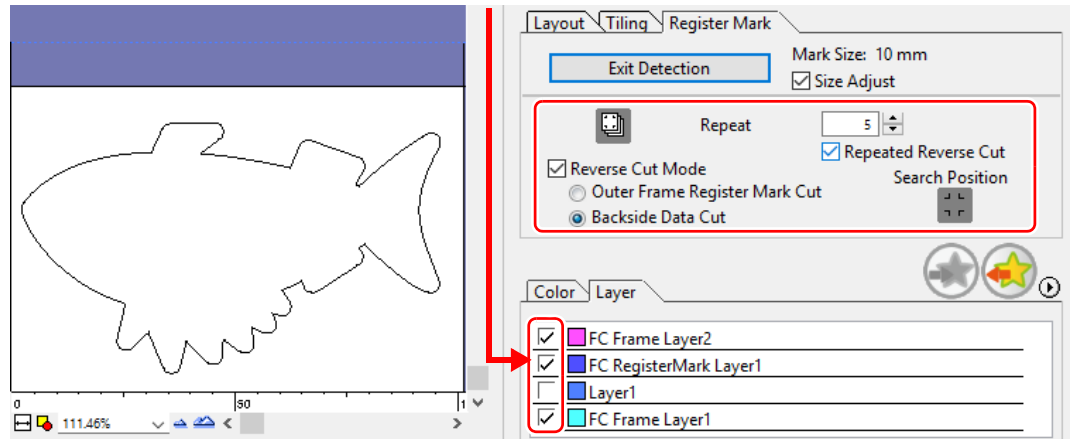 Layout Tiling Register Mark
Exit Detection
Mark Size: 10 mm
Size Adjust
Repeat 5
Repeated Reverse Cut
Reverse Cut Mode
Search Position
Outer Frame Register Mark Cut
Backside Data Cut
Color Layer
FC Frame Layer2
FC RegisterMark Layer1
Layer1
FC Frame Layer1
0 50 1
111.46%